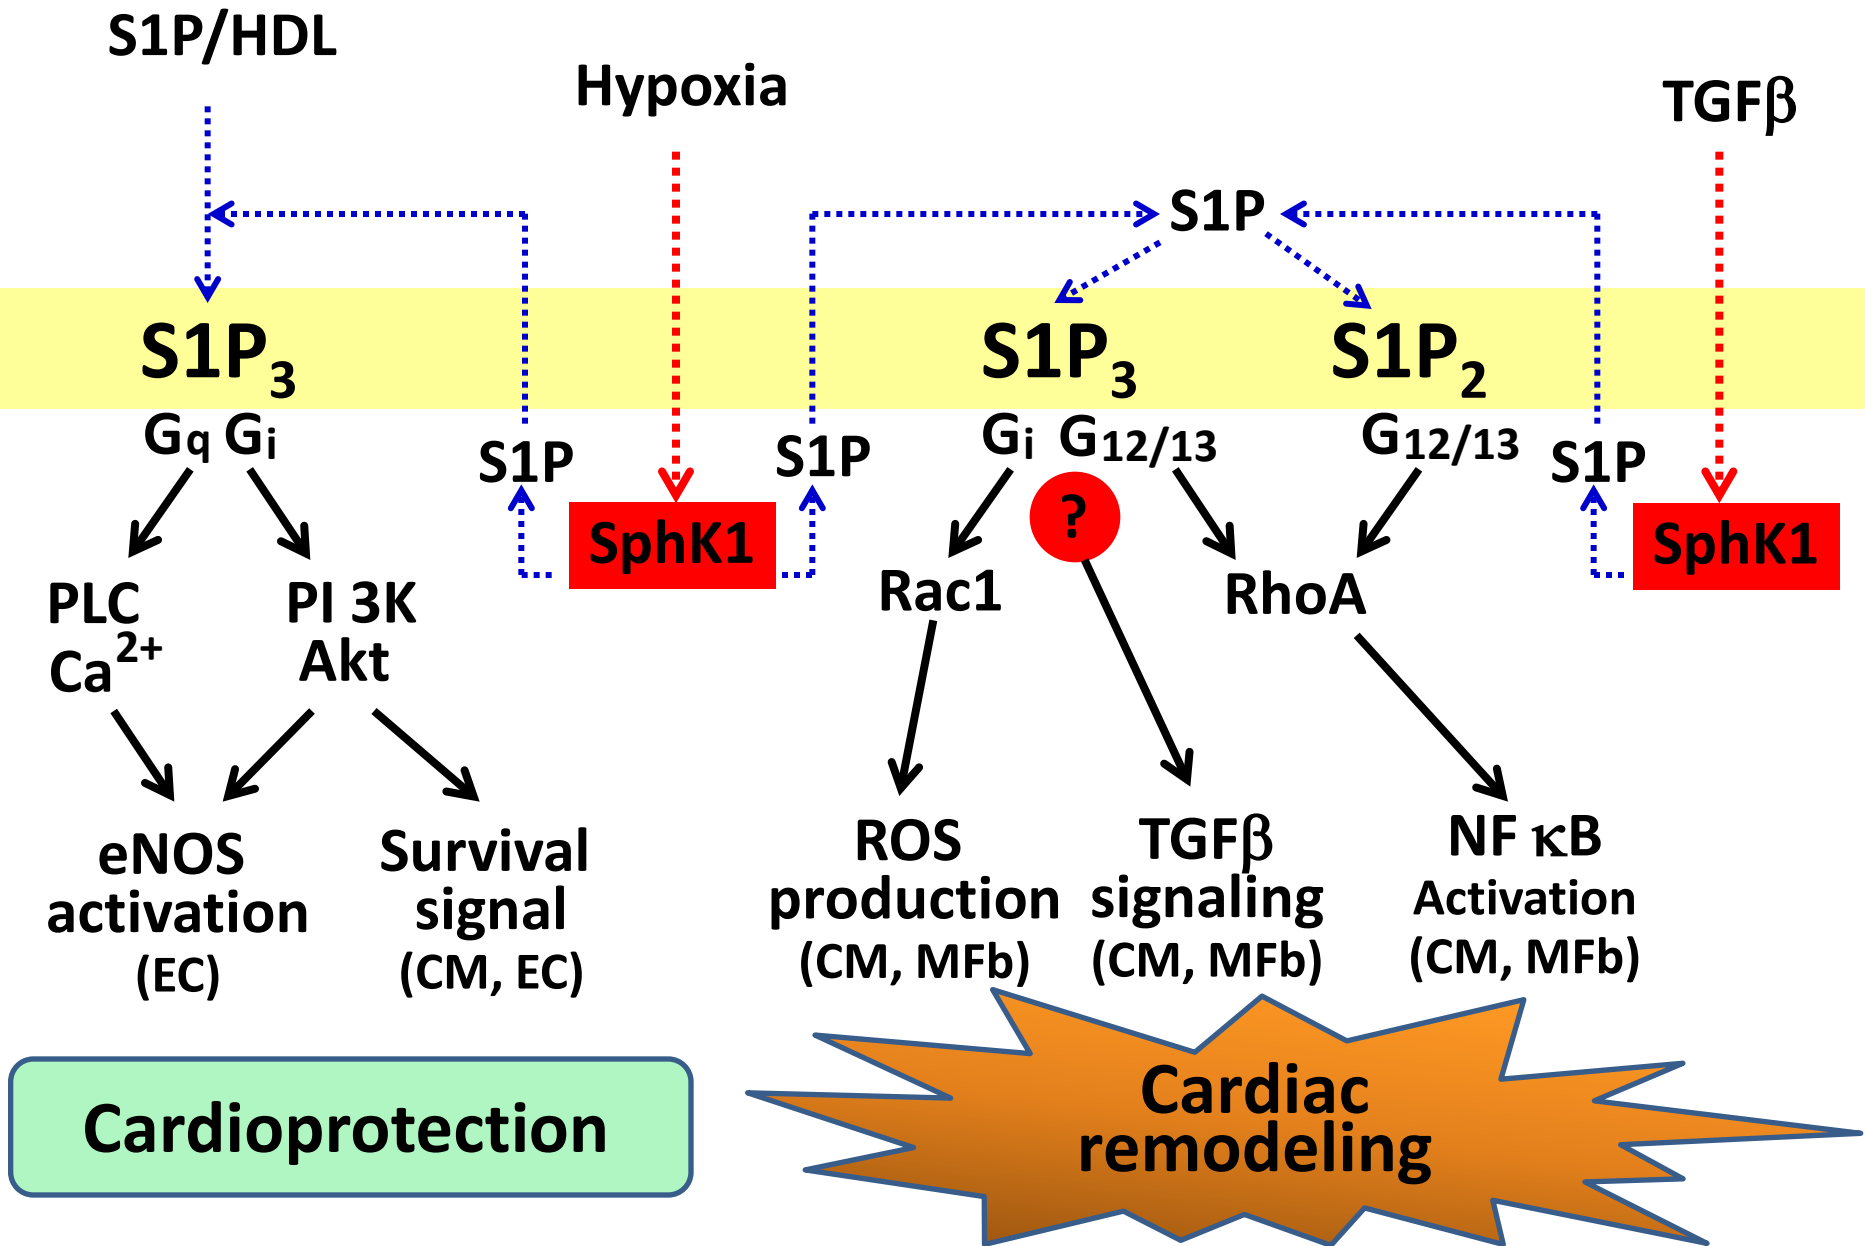 S1P/HDL
Hypoxia
TGFβ
S1P
S1P3
S1P3
S1P2
Gq Gi
Gi G12/13
G12/13
S1P
S1P
S1P
SphK1
?
SphK1
PLC
Ca2+
PI 3K
Akt
Rac1
RhoA
eNOS
activation
(EC)
Survival
signal
(CM, EC)
ROS
production
(CM, MFb)
TGFβ
signaling
(CM, MFb)
NF κB
Activation
(CM, MFb)
Cardioprotection
Cardiac
remodeling